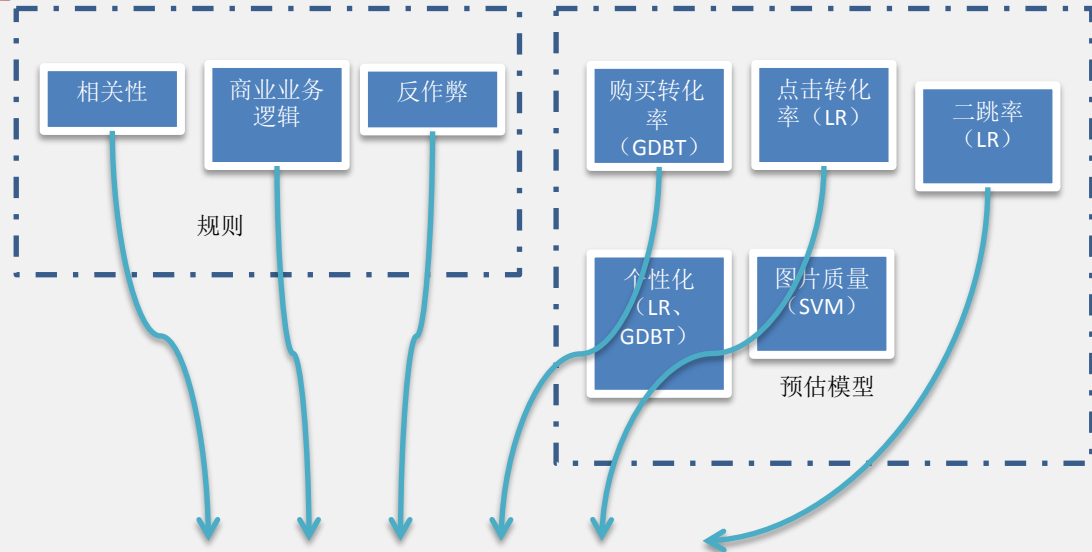 相关性
商业业务
逻辑
反作弊
规则
购买转化
率
（GDBT）
点击转化
率（LR）
二跳率
（LR）
个性化
（LR、
GDBT）
图片质量
（SVM）
预估模型